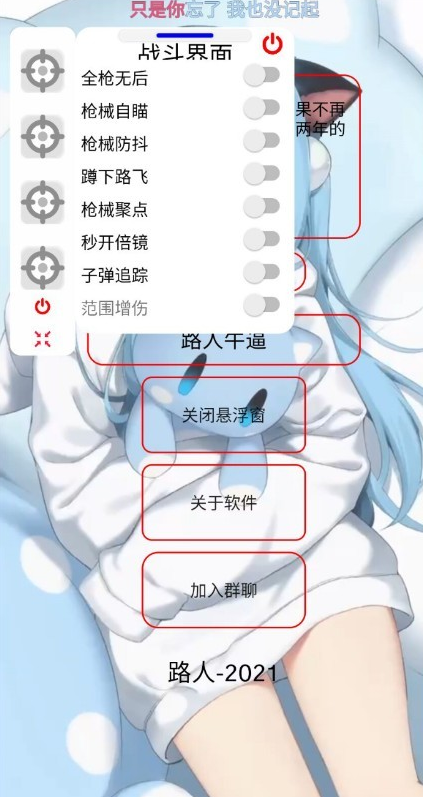 只是你忘了 我也没记起
战斗界面
全枪无后
枪械自瞄
枪械防抖
蹲下路飞
枪械聚点
秒开倍镜
子弹追踪
范围增伤
果不再
两年的
路人牛逼
关闭悬浮窗
关于软件
加入群聊
路人-2021